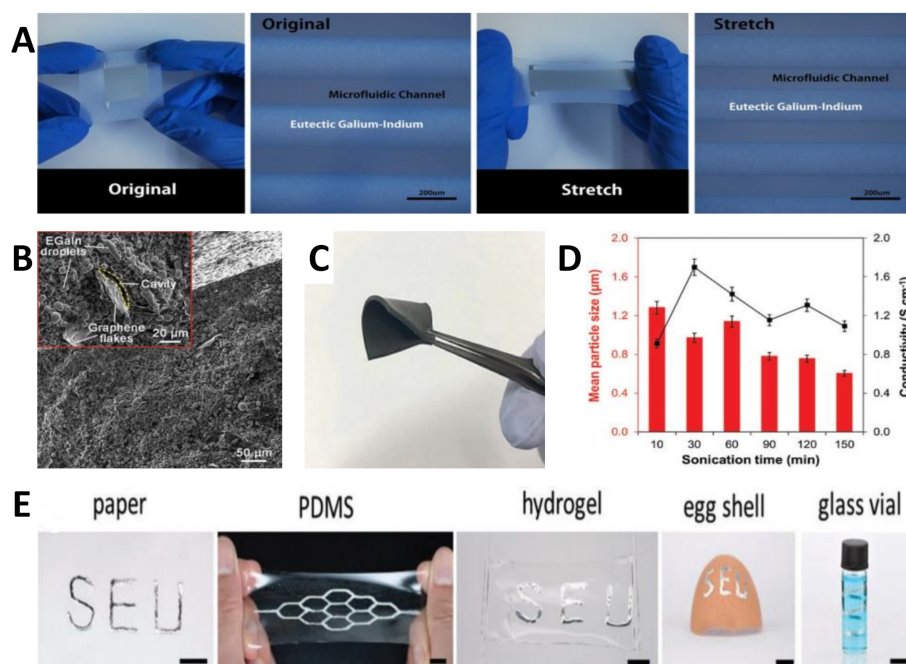 A
Original
Original
Microfluidic Channel
Eutectic Galium-Indium
200um
Stretch
Stretch
Microfluidic Channel
Eutectic Galium-Indium
200um
B
EGaIn
droplets
Cavity
Graphene
flakes
20 μm
50 μm
C
D
Mean particle size (μm)
2.0
1.6
1.2
0.8
0.4
0.0
10 30 60 90 120 150
Sonication time (min)
2.0
1.6
1.2
0.8
0.4
0.0
Conductivity (S cm⁻¹)
E
paper
PDMS
hydrogel
egg shell
glass vial
SEU
SEU
SEU